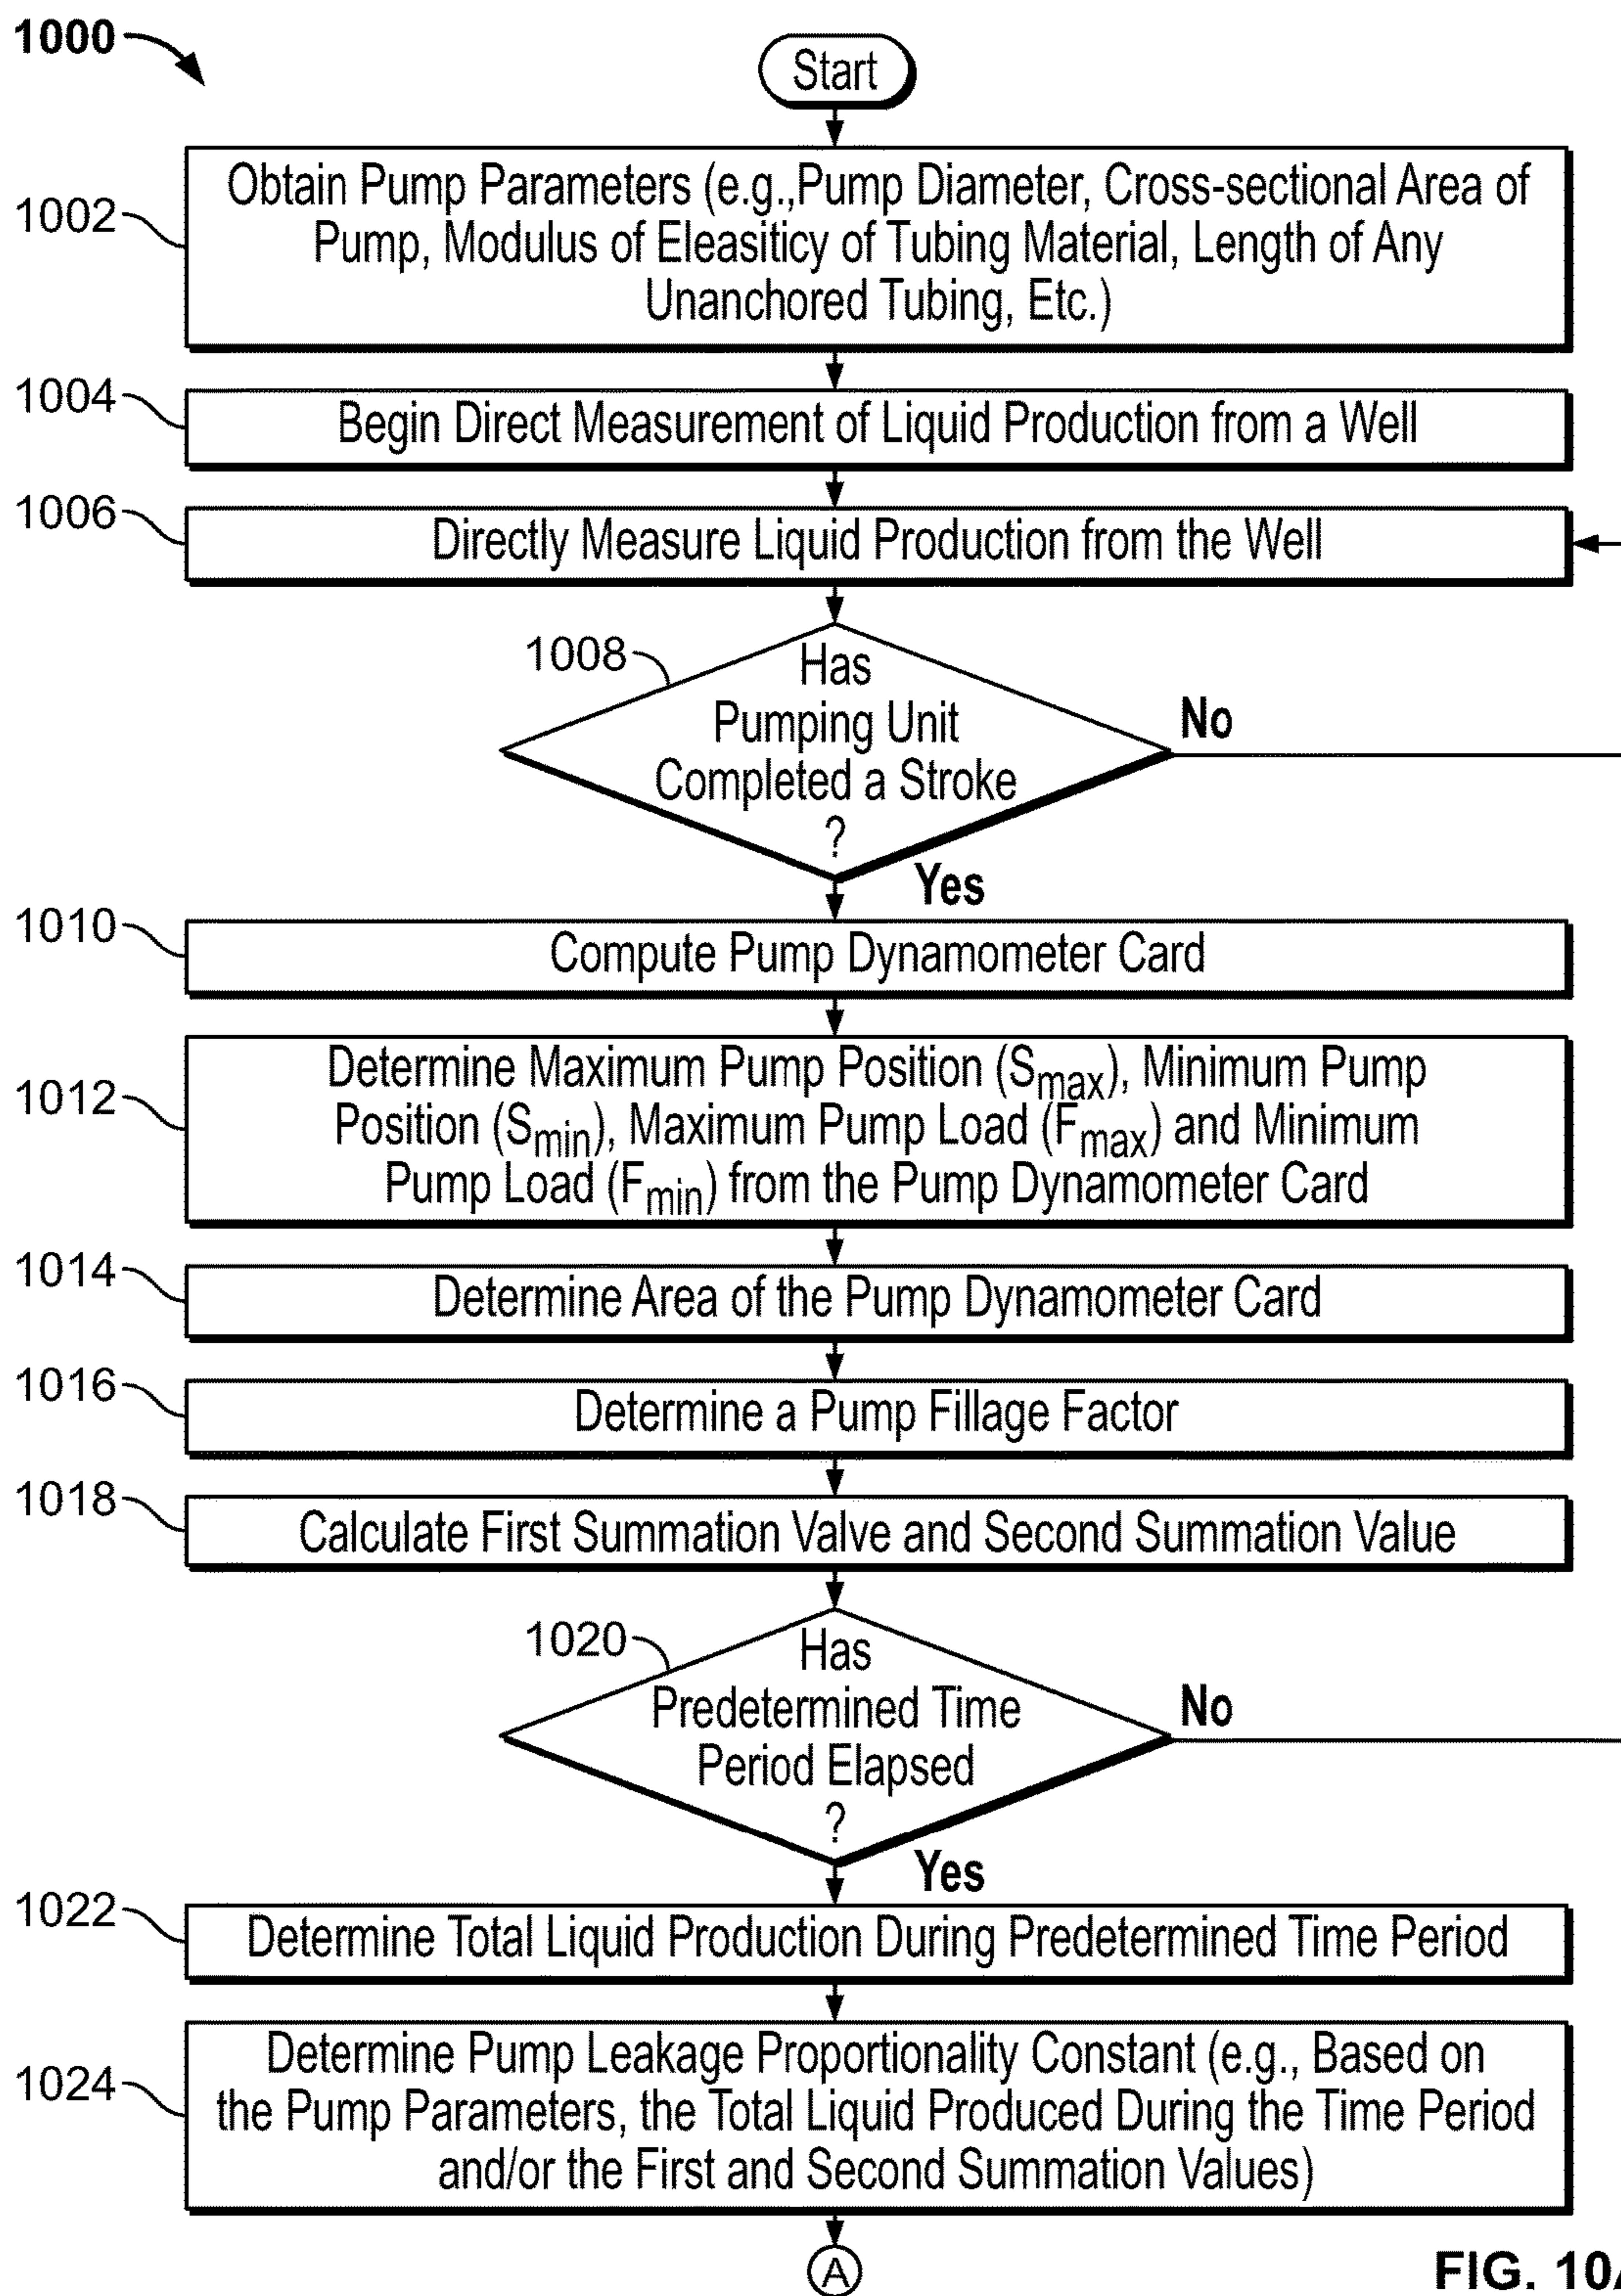 1000
Start
1002
Obtain Pump Parameters (e.g.,Pump Diameter, Cross-sectional Area of
Pump, Modulus of Eleasiticy of Tubing Material, Length of Any
Unanchored Tubing, Etc.)
1004
Begin Direct Measurement of Liquid Production from a Well
1006
Directly Measure Liquid Production from the Well
1008
Has
Pumping Unit
Completed a Stroke
?
No
Yes
1010
Compute Pump Dynamometer Card
1012
Determine Maximum Pump Position (Smax), Minimum Pump
Position (Smin), Maximum Pump Load (Fmax) and Minimum
Pump Load (Fmin) from the Pump Dynamometer Card
1014
Determine Area of the Pump Dynamometer Card
1016
Determine a Pump Fillage Factor
1018
Calculate First Summation Valve and Second Summation Value
1020
Has
Predetermined Time
Period Elapsed
?
No
Yes
1022
Determine Total Liquid Production During Predetermined Time Period
1024
Determine Pump Leakage Proportionality Constant (e.g., Based on
the Pump Parameters, the Total Liquid Produced During the Time Period
and/or the First and Second Summation Values)
A
FIG. 10A